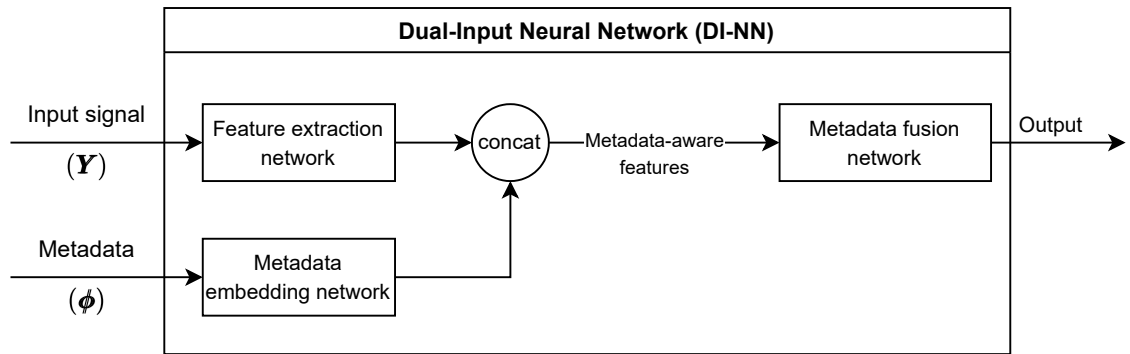 Dual-Input Neural Network (DI-NN)
Input signal
(Y)
Feature extraction
network
concat
Metadata-aware
features
Metadata fusion
network
Output
Metadata
(ϕ)
Metadata
embedding network